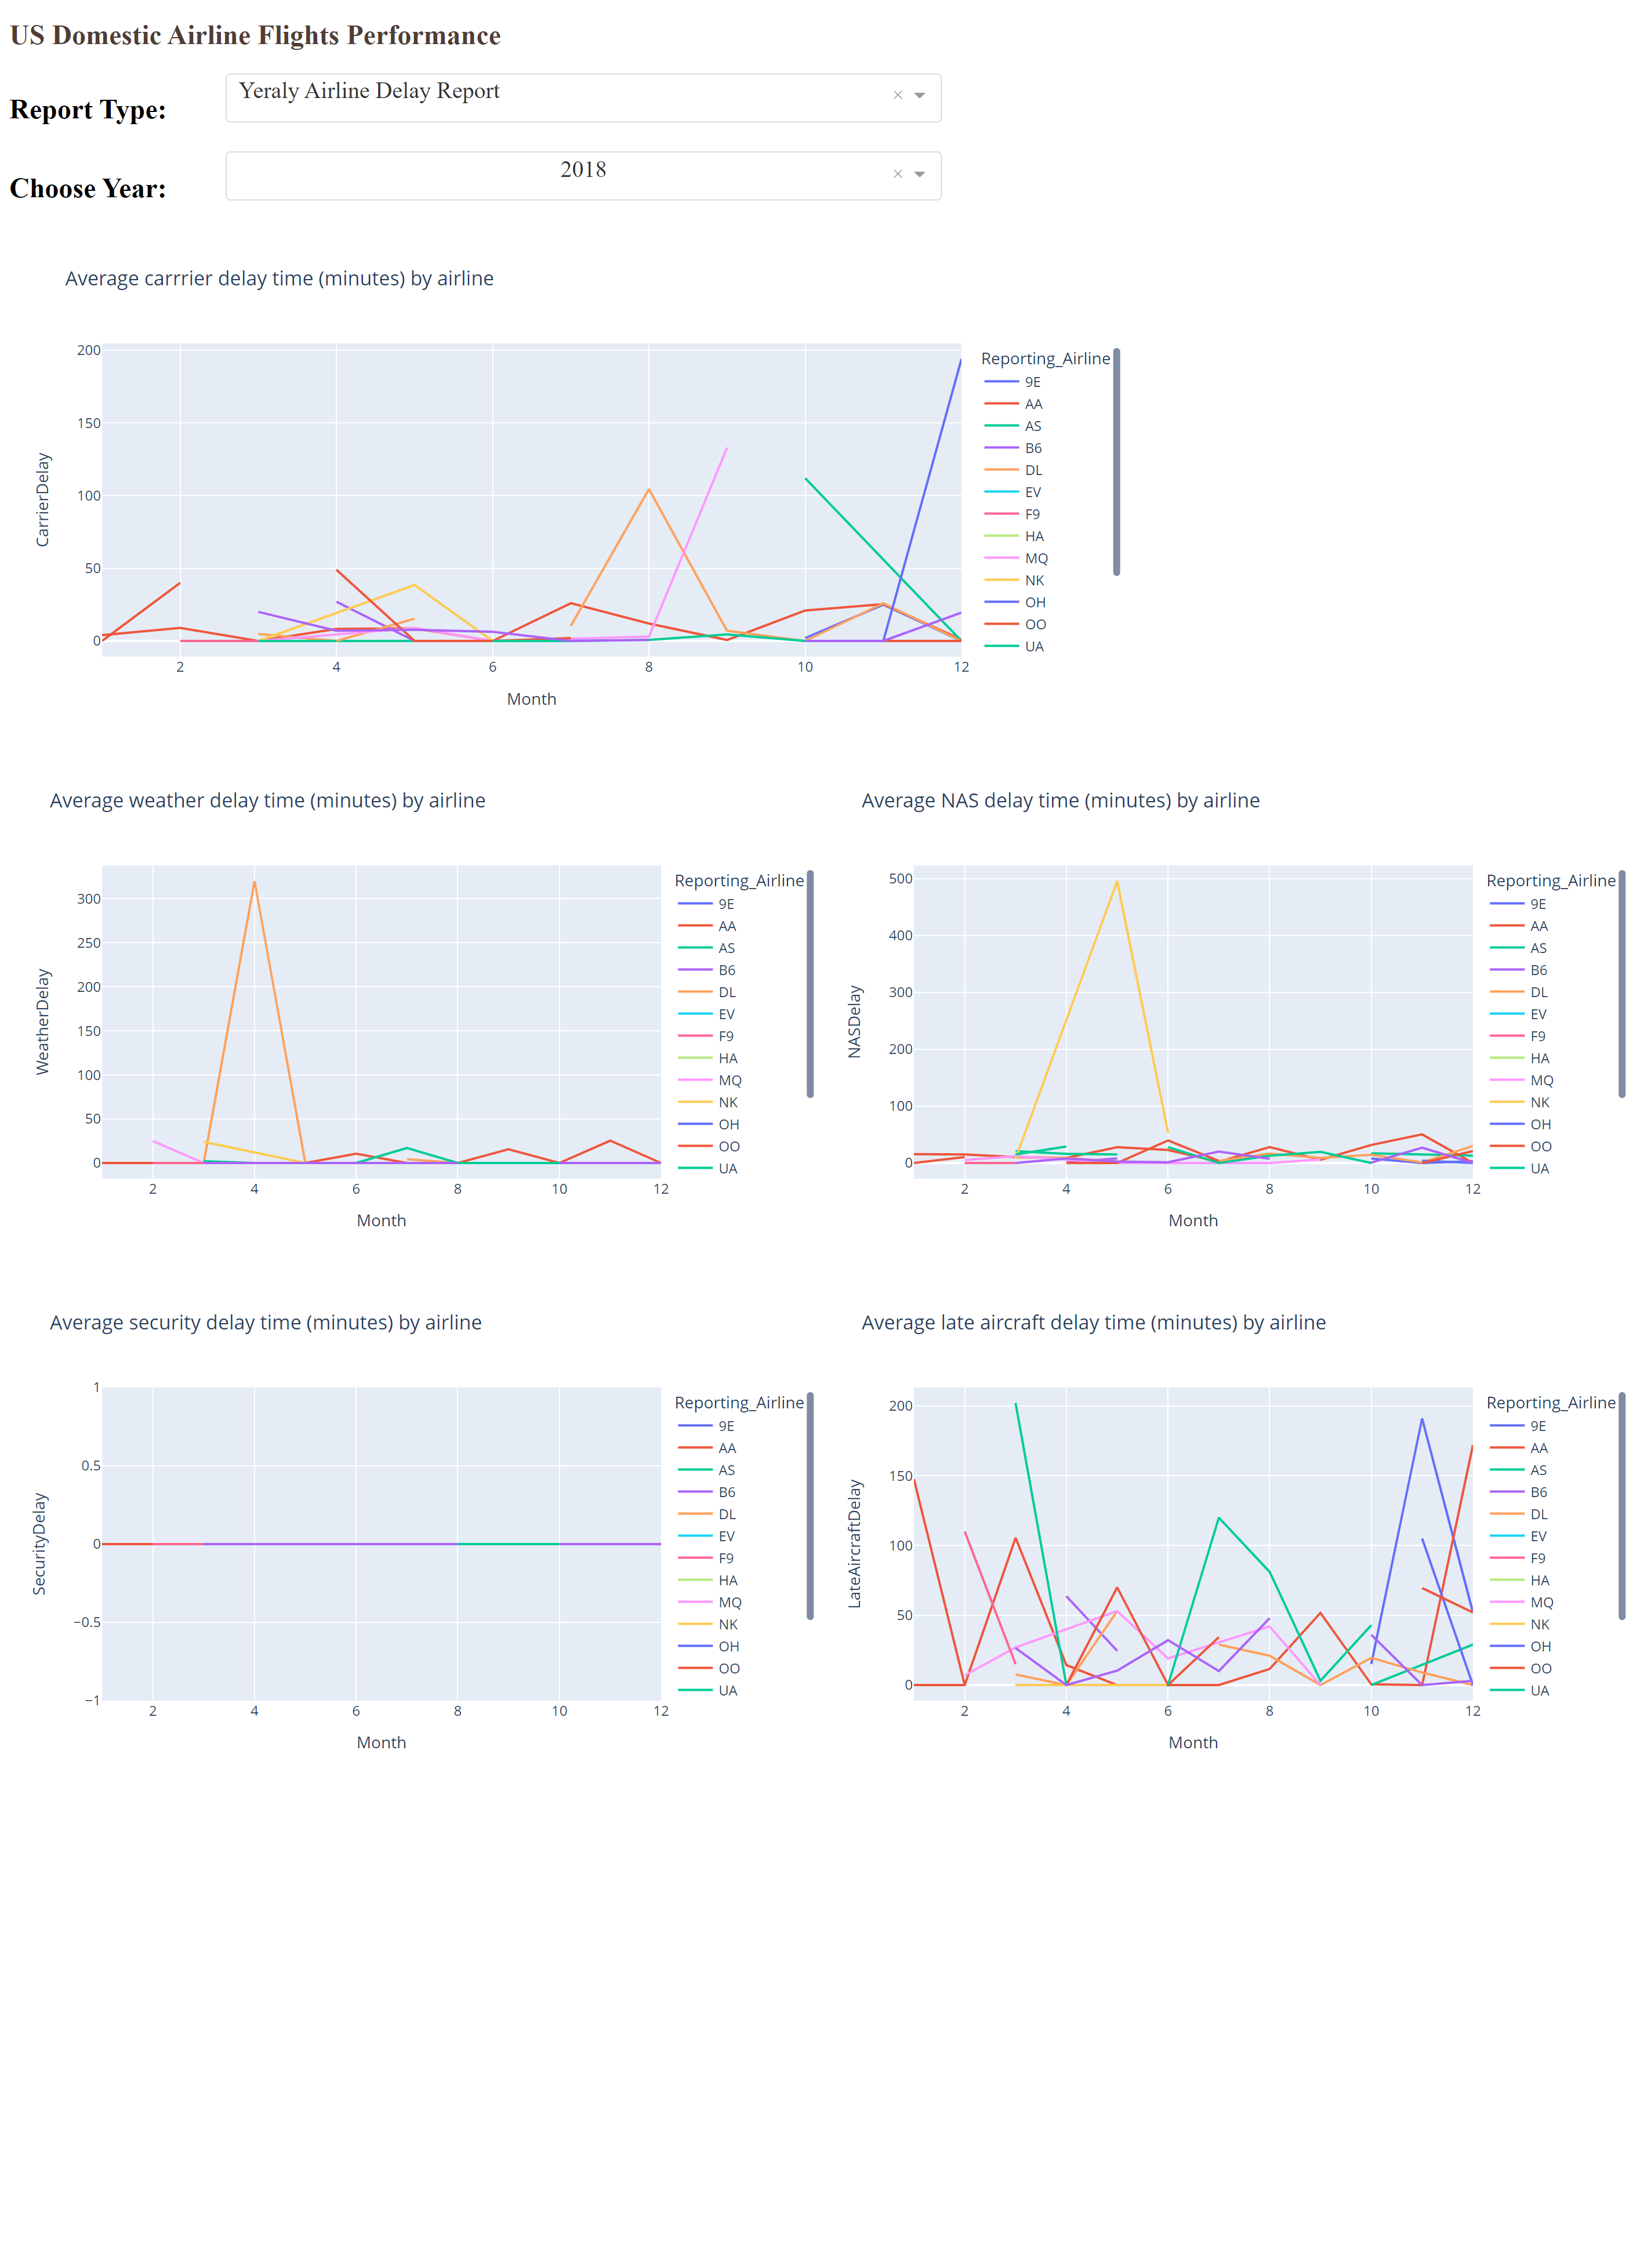 US Domestic Airline Flights Performance
Report Type:
Yeraly Airline Delay Report
×
Choose Year:
2018
×
Average carrrier delay time (minutes) by airline
200
150
100
50
0
CarrierDelay
2 4 6 8 10 12
Month
Reporting_Airline
9E
AA
AS
B6
DL
EV
F9
HA
MQ
NK
OH
OO
UA
Average weather delay time (minutes) by airline
300
250
200
150
100
50
0
WeatherDelay
2 4 6 8 10 12
Month
Reporting_Airline
9E
AA
AS
B6
DL
EV
F9
HA
MQ
NK
OH
OO
UA
Average NAS delay time (minutes) by airline
500
400
300
200
100
0
NASDelay
2 4 6 8 10 12
Month
Reporting_Airline
9E
AA
AS
B6
DL
EV
F9
HA
MQ
NK
OH
OO
UA
Average security delay time (minutes) by airline
1
0.5
0
−0.5
−1
SecurityDelay
2 4 6 8 10 12
Month
Reporting_Airline
9E
AA
AS
B6
DL
EV
F9
HA
MQ
NK
OH
OO
UA
Average late aircraft delay time (minutes) by airline
200
150
100
50
0
LateAircraftDelay
2 4 6 8 10 12
Month
Reporting_Airline
9E
AA
AS
B6
DL
EV
F9
HA
MQ
NK
OH
OO
UA